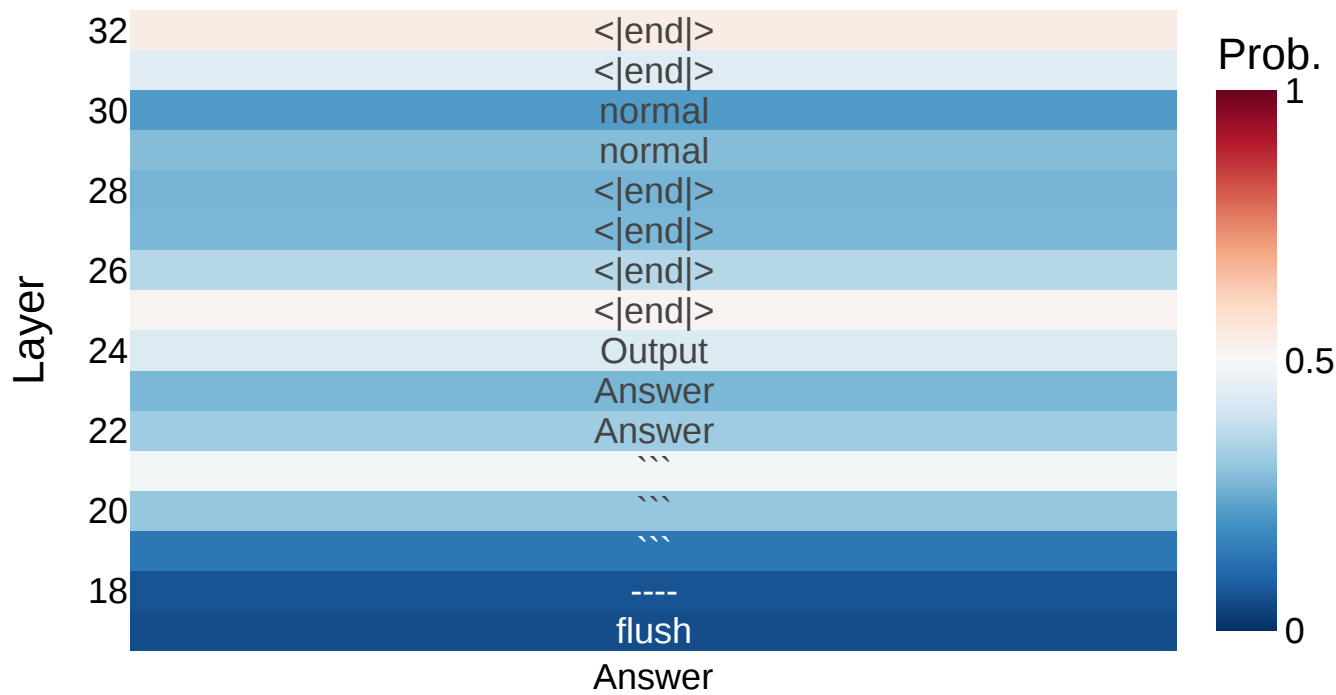 32
<|end|>
<|end|>
30
normal
normal
28
<|end|>
<|end|>
26
<|end|>
<|end|>
24
Output
Answer
22
Answer
```
20
```
```
18
----
flush
Answer
Layer
Prob.
1
0.5
0